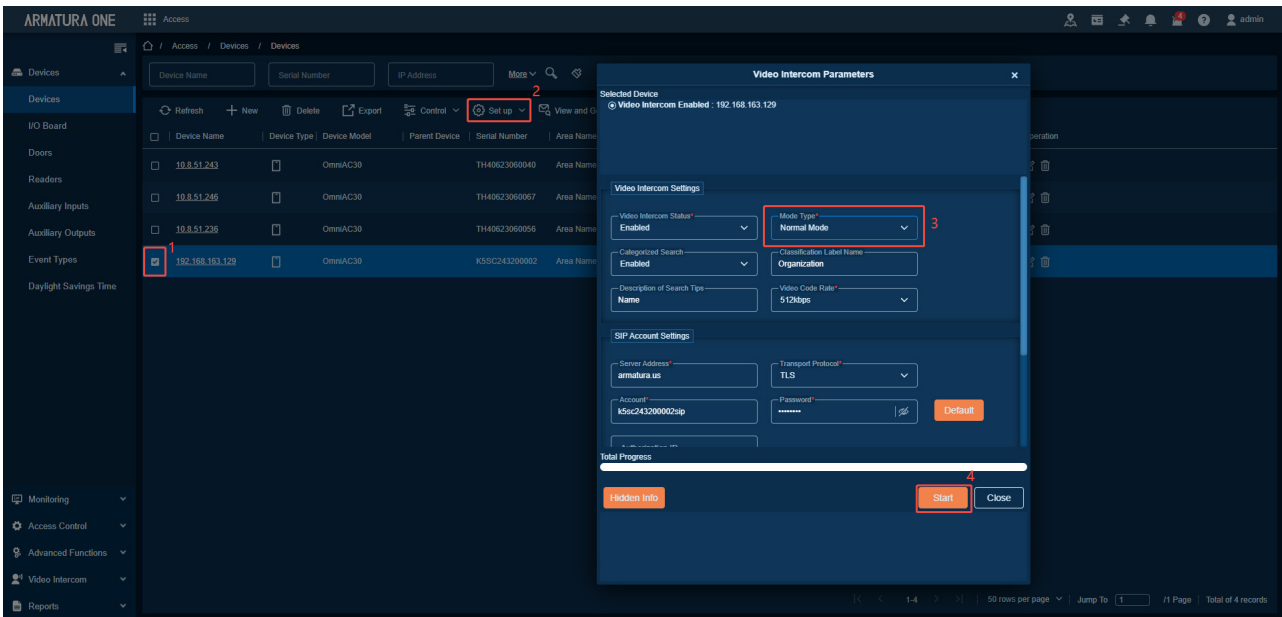 ARMATURA ONE
Access
4
admin
/ Access / Devices / Devices
Devices
Devices
I/O Board
Doors
Readers
Auxiliary Inputs
Auxiliary Outputs
Event Types
Daylight Savings Time
Monitoring
Access Control
Advanced Functions
Video Intercom
Reports
Device Name
Serial Number
IP Address
More
2
Refresh
New
Delete
Export
Control
Set up
View and G
Device Name | Device Type | Device Model | Parent Device | Serial Number | Area Name
peration
10.8.51.243 OmniAC30 TH40623060040 Area Name
10.8.51.246 OmniAC30 TH40623060067 Area Name
10.8.51.236 OmniAC30 TH40623060056 Area Name
1
192.168.163.129 OmniAC30 K5SC243200002 Area Name
Video Intercom Parameters
×
Selected Device
Video Intercom Enabled : 192.168.163.129
Video Intercom Settings
Video Intercom Status*
Enabled
Mode Type*
Normal Mode
3
Categorized Search
Enabled
Classification Label Name
Organization
Description of Search Tips
Name
Video Code Rate*
512kbps
SIP Account Settings
Server Address*
armatura.us
Transport Protocol*
TLS
Account*
k5sc243200002sip
Password*
••••••••
Default
Total Progress
4
Hidden Info
Start
Close
1-4
50 rows per page
Jump To 1 /1 Page
Total of 4 records